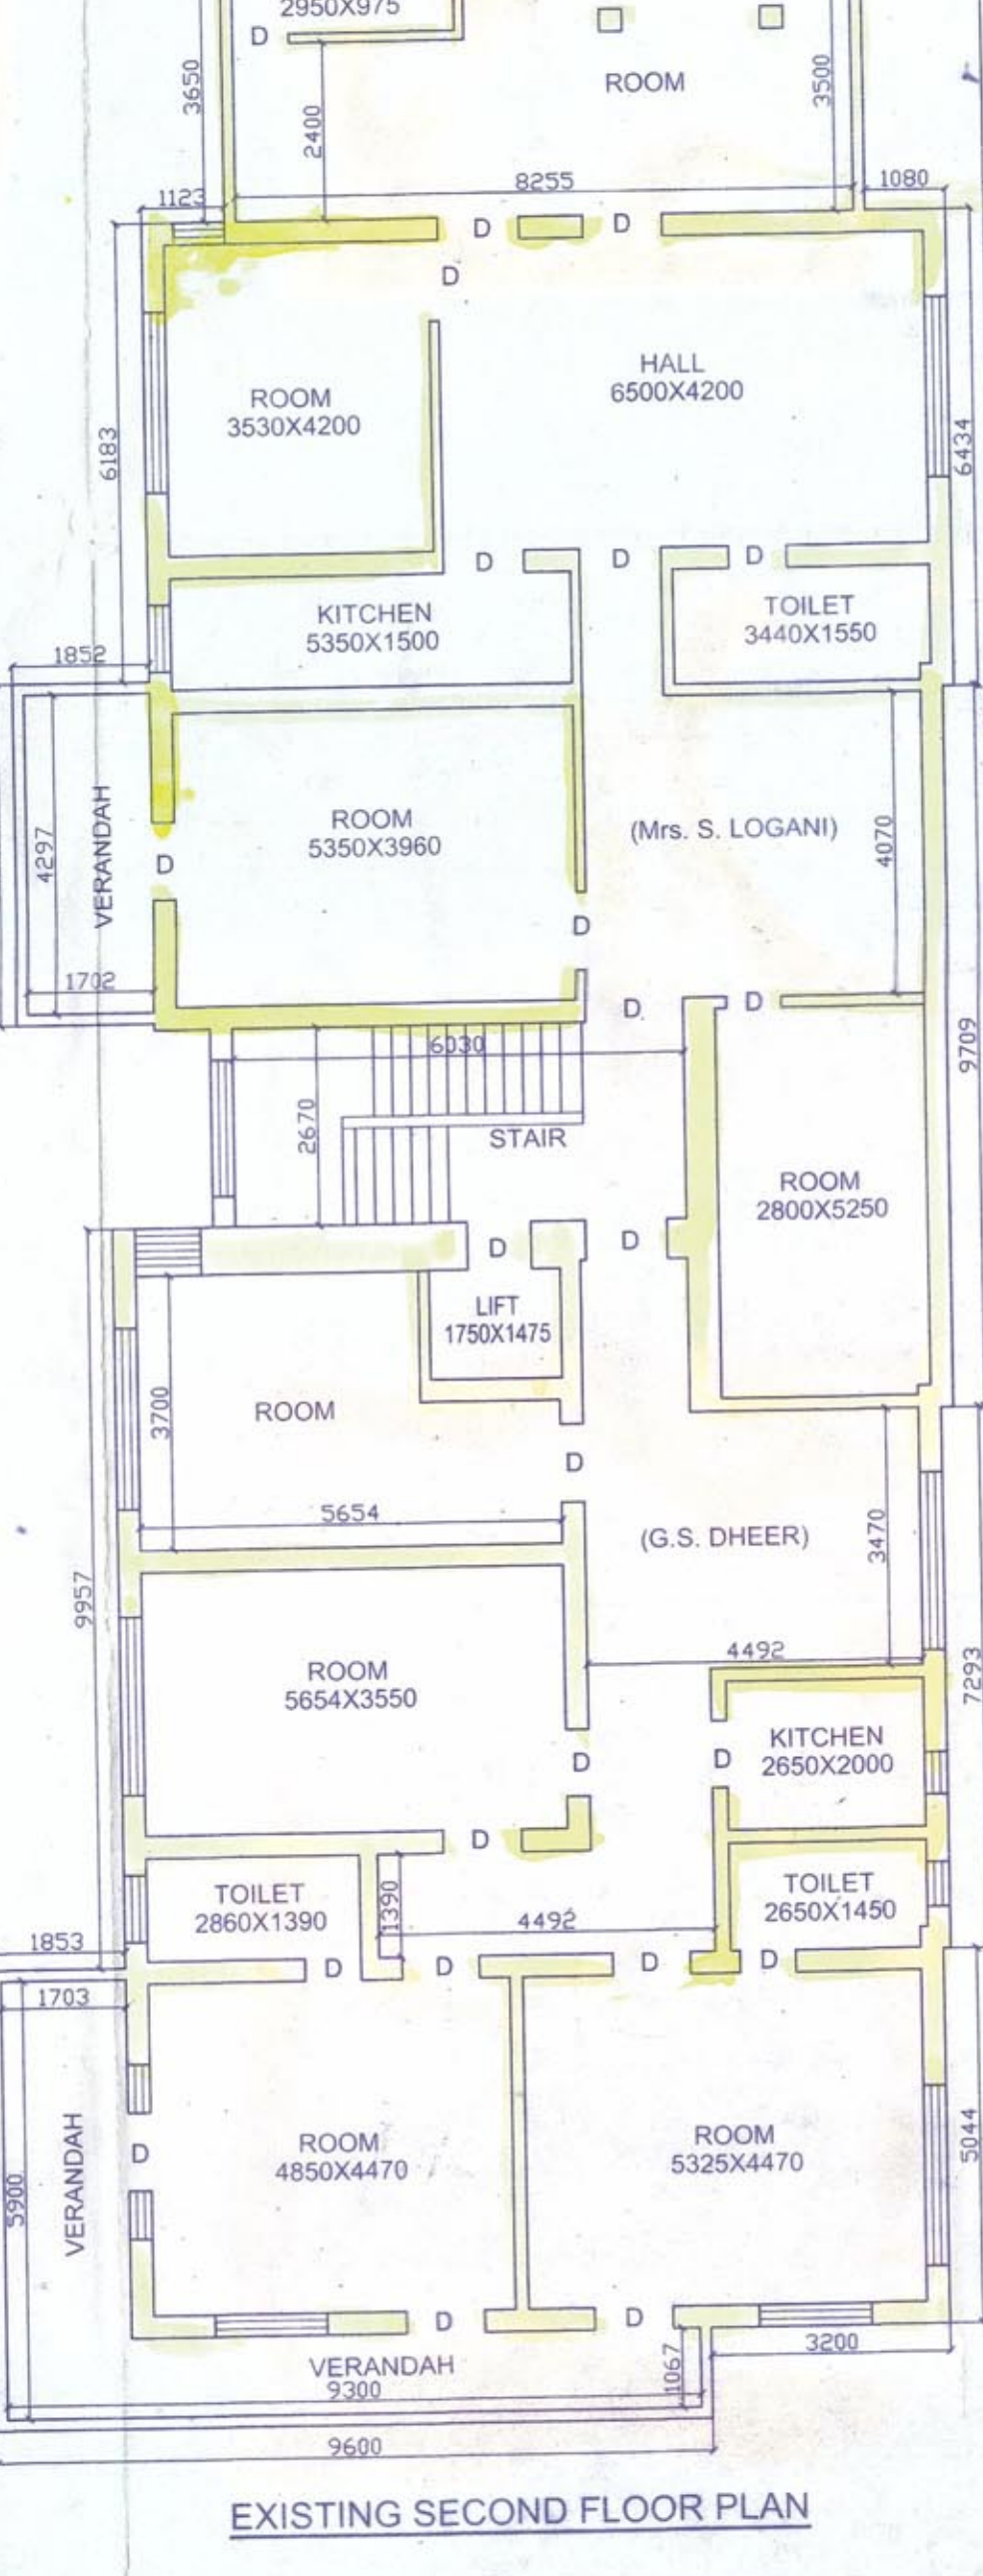 2950X975
D
ROOM
3650
2400
3500
8255
1123
1080
D
D
D
HALL
6500X4200
ROOM
3530X4200
6183
6434
D
D
D
KITCHEN
5350X1500
TOILET
3440X1550
1852
ROOM
5350X3960
(Mrs. S. LOGANI)
4070
4297
VERANDAH
D
D
1702
D
D
6030
9709
2670
STAIR
ROOM
2800X5250
D
D
LIFT
1750X1475
ROOM
3700
D
5654
(G.S. DHEER)
3470
9957
4492
7293
ROOM
5654X3550
KITCHEN
2650X2000
D
D
D
TOILET
2860X1390
1390
4492
TOILET
2650X1450
1853
D
D
D
D
1703
ROOM
4850X4470
ROOM
5325X4470
D
VERANDAH
5900
5044
D
D
VERANDAH
9300
1067
3200
9600
EXISTING SECOND FLOOR PLAN